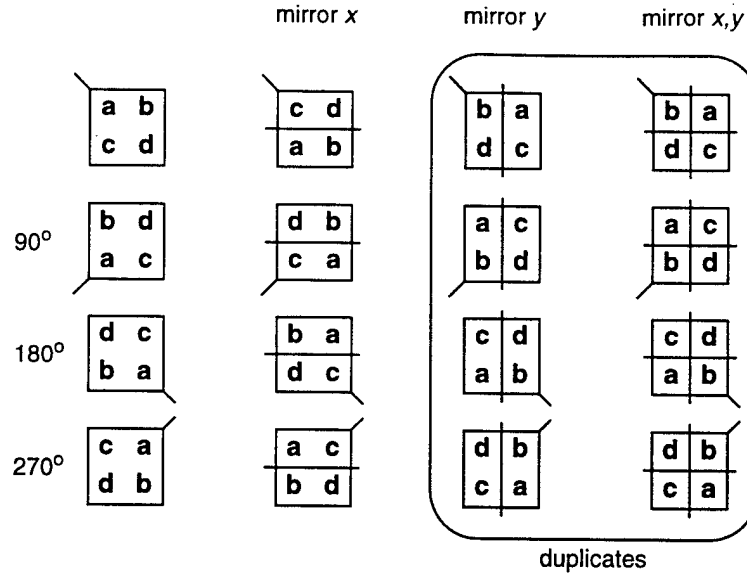 mirror x mirror y mirror x,y
a b c d b a b a
c d a b d c d c
90°
b d d b a c a c
a c c a b d b d
180°
d c b a c d c d
b a d c a b a b
270°
c a a c d b d b
d b b d c a c a
duplicates